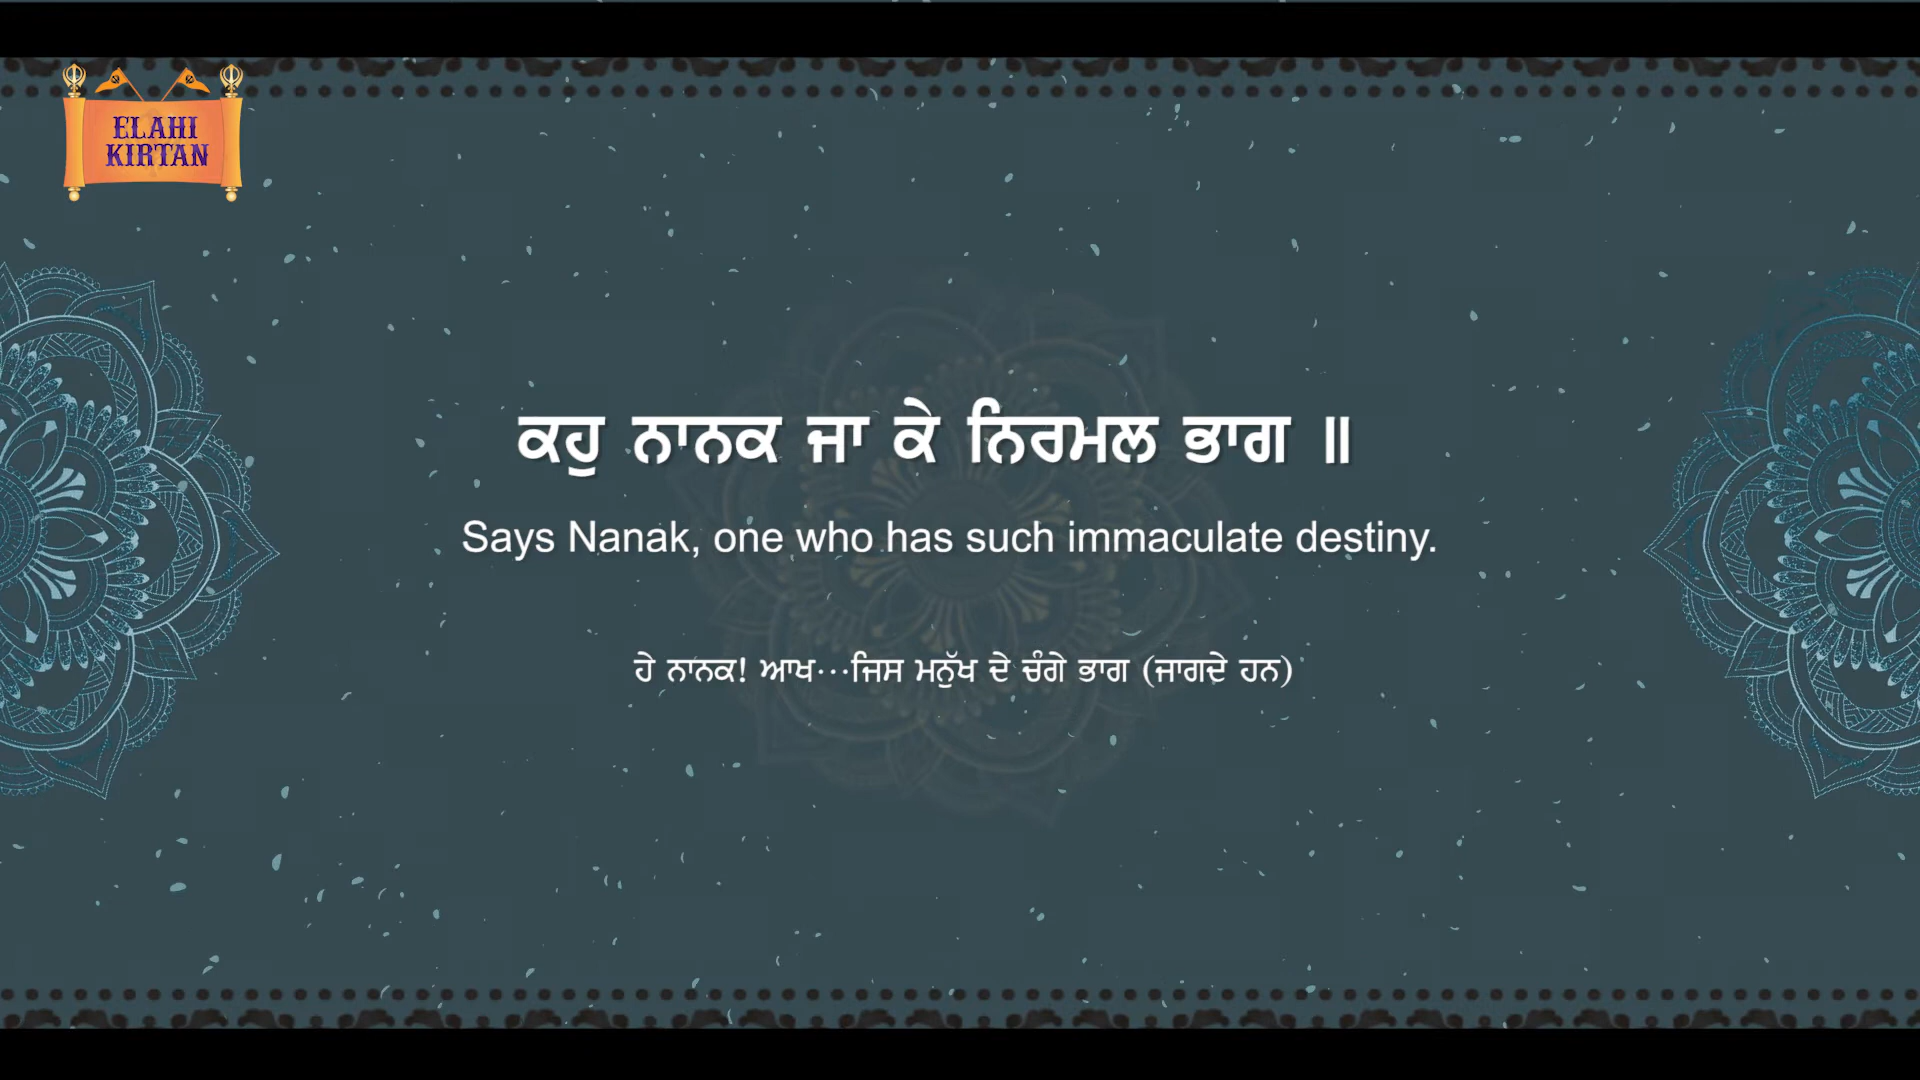 ELAHI
KIRTAN
ਕਹੁ ਨਾਨਕ ਜਾ ਕੇ ਨਿਰਮਲ ਭਾਗ ॥
Says Nanak, one who has such immaculate destiny.
ਹੇ ਨਾਨਕ! ਆਖ...ਜਿਸ ਮਨੁੱਖ ਦੇ ਚੰਗੇ ਭਾਗ (ਜਾਗਦੇ ਹਨ)